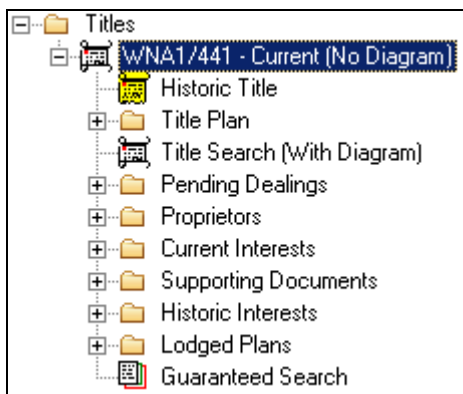 Titles
WNA17/441 - Current (No Diagram)
Historic Title
Title Plan
Title Search (With Diagram)
Pending Dealings
Proprietors
Current Interests
Supporting Documents
Historic Interests
Lodged Plans
Guaranteed Search